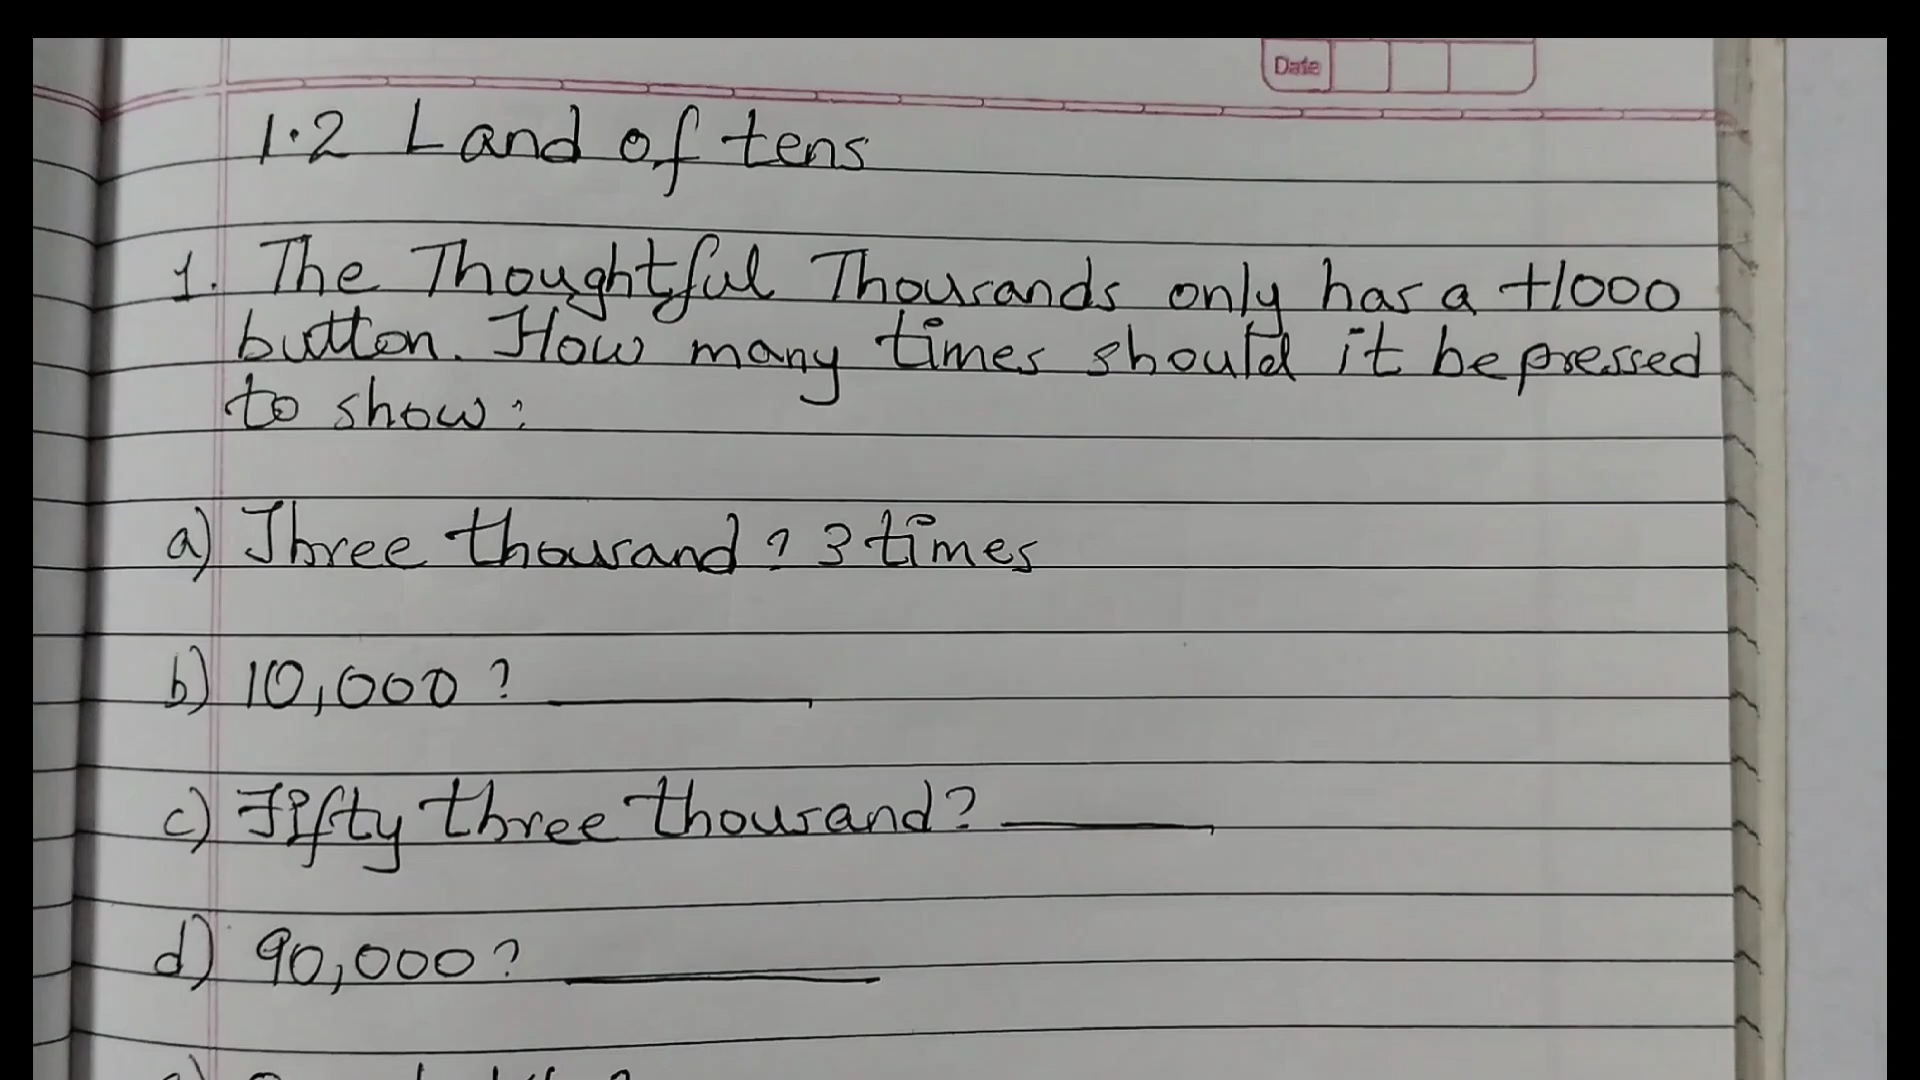 Date
1.2 Land of tens
1. The Thoughtful Thousands only has a +1000
button. How many times should it be pressed
to show:
a) Three thousand? 3 times
b) 10,000?
c) Fifty three thousand?
d) 90,000?